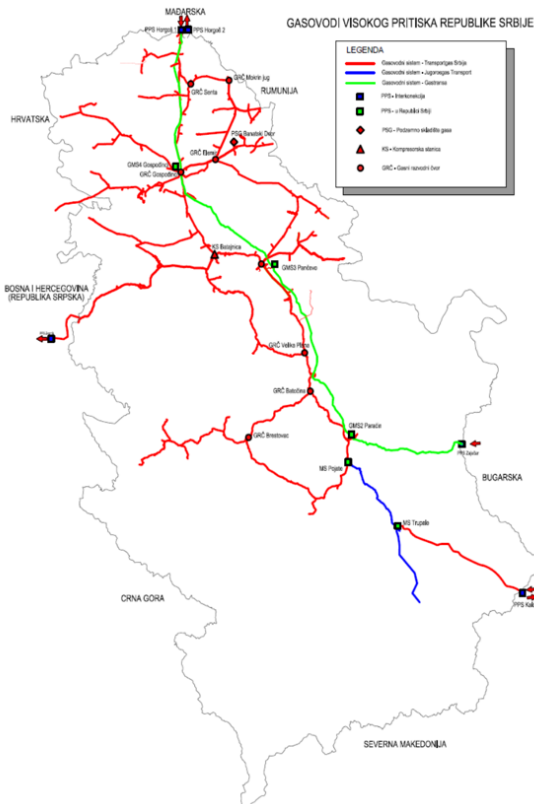 MAĐARSKA
GASOVODI VISOKOG PRITISKA REPUBLIKE SRBIJE
PPS Horgoš 1
PPS Horgoš 2
LEGENDA
Gasovodni sistem - Transportgas Srbija
Gasovodni sistem - Jugorosgaz Transport
Gasovodni sistem - Gastrans
PPS - Interkonekcija
PPS - u Republici Srbiji
PSG - Podzemno skladište gasa
KS - Kompresorska stanica
GRČ - Gasni razvodni čvor
GRČ Mokrin jug
GRČ Senta
RUMUNIJA
HRVATSKA
PSG Banatski Dvor
GRČ Elemir
GMS4 Gospođinci
GRČ Gospođinci
KS Batajnica
GMS3 Pančevo
BOSNA I HERCEGOVINA
(REPUBLIKA SRPSKA)
GRČ Velika Plana
GRČ Batočina
GMS2 Paraćin
GRČ Brestovac
PPS Zaječar
MS Pojate
BUGARSKA
MS Trupale
CRNA GORA
SEVERNA MAKEDONIJA